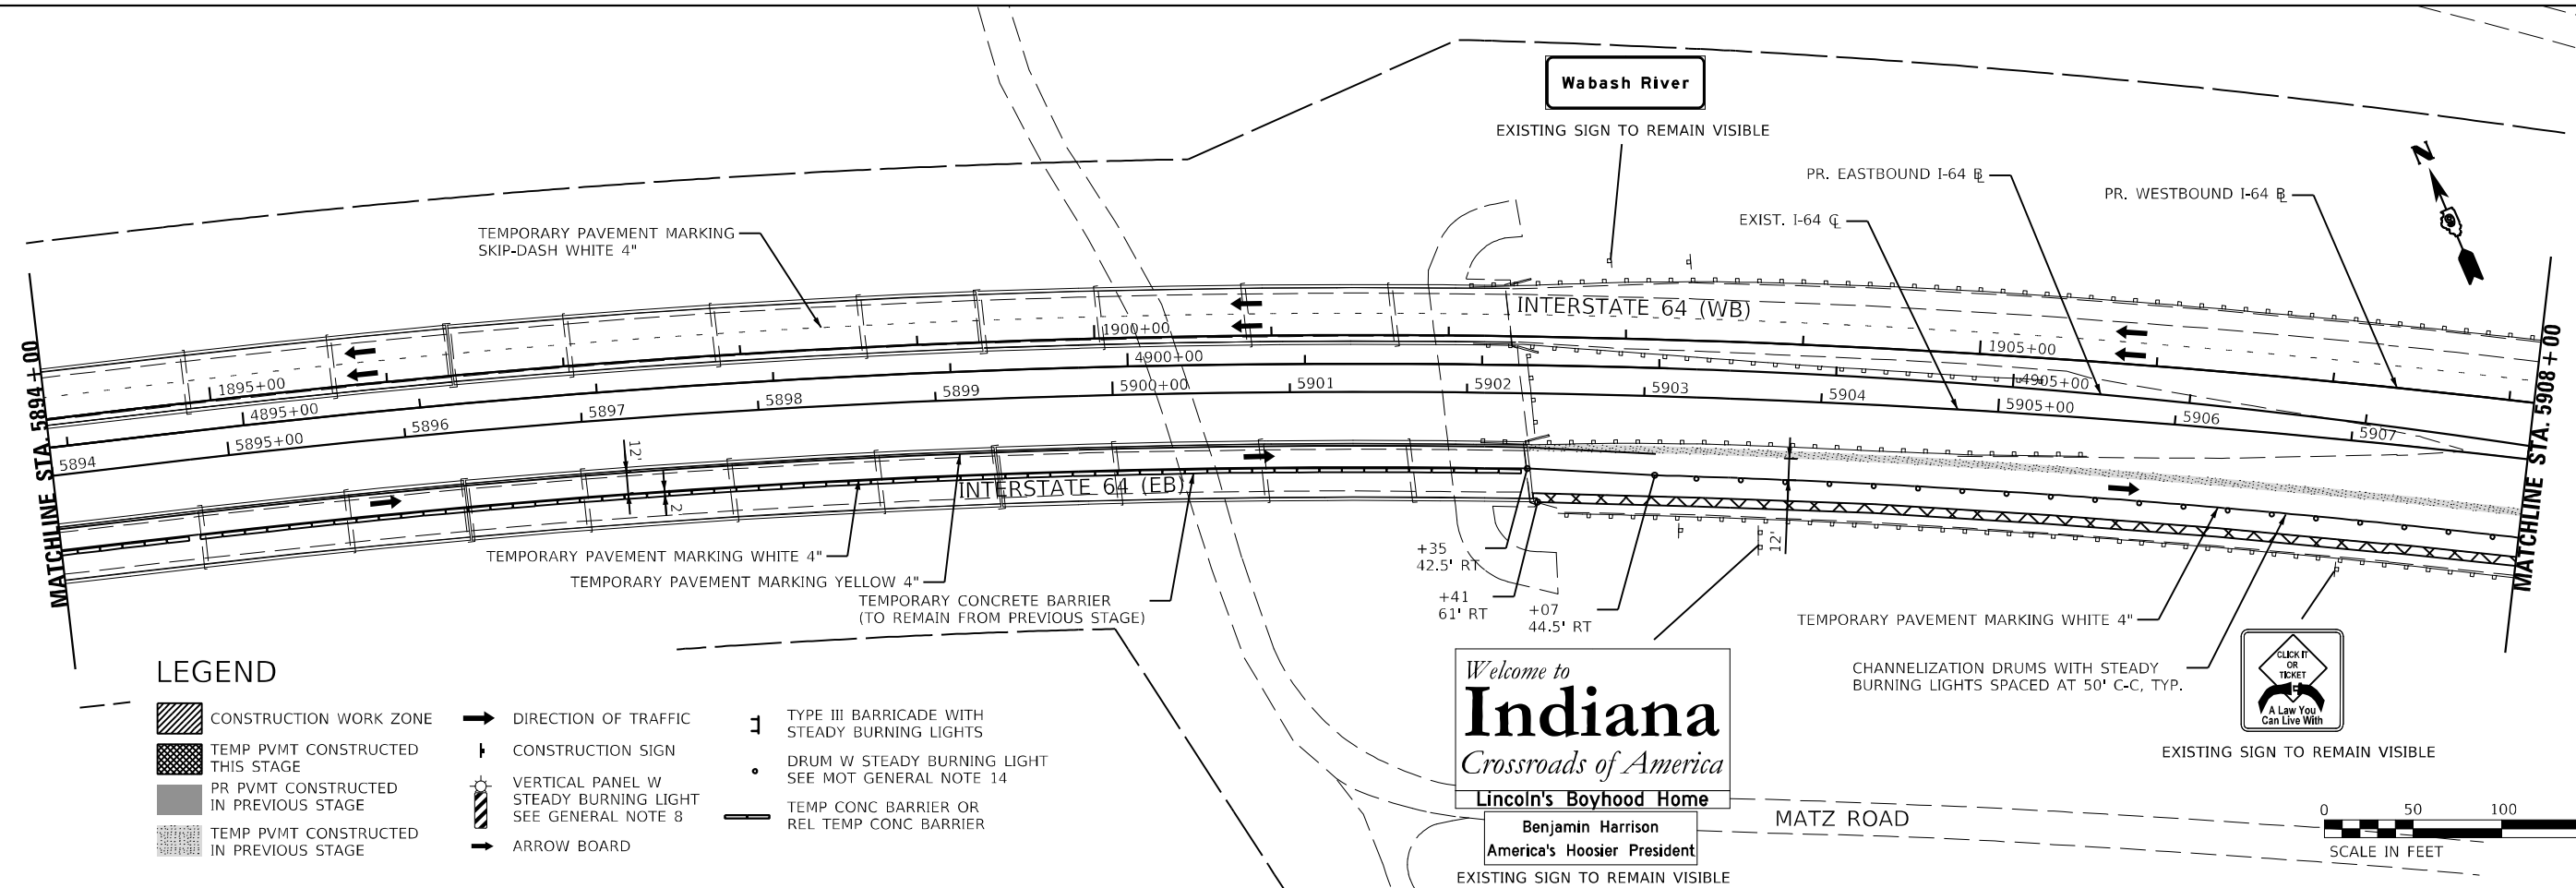 Wabash River
EXISTING SIGN TO REMAIN VISIBLE
N
PR. EASTBOUND I-64 BL
PR. WESTBOUND I-64 BL
EXIST. I-64 CL
TEMPORARY PAVEMENT MARKING
SKIP-DASH WHITE 4"
INTERSTATE 64 (WB)
1895+00
1900+00
1905+00
4895+00
4900+00
4905+00
5894
5895+00
5896
5897
5898
5899
5900+00
5901
5902
5903
5904
5905+00
5906
5907
MATCHLINE STA. 5894+00
MATCHLINE STA. 5908+00
12'
2'
INTERSTATE 64 (EB)
12'
TEMPORARY PAVEMENT MARKING WHITE 4"
TEMPORARY PAVEMENT MARKING YELLOW 4"
TEMPORARY CONCRETE BARRIER
(TO REMAIN FROM PREVIOUS STAGE)
+35
42.5' RT
+41
61' RT
+07
44.5' RT
TEMPORARY PAVEMENT MARKING WHITE 4"
CHANNELIZATION DRUMS WITH STEADY
BURNING LIGHTS SPACED AT 50' C-C, TYP.
CLICK IT
OR
TICKET
A Law You
Can Live With
EXISTING SIGN TO REMAIN VISIBLE
Welcome to
Indiana
Crossroads of America
Lincoln's Boyhood Home
Benjamin Harrison
America's Hoosier President
EXISTING SIGN TO REMAIN VISIBLE
MATZ ROAD
0 50 100
SCALE IN FEET
LEGEND
CONSTRUCTION WORK ZONE
TEMP PVMT CONSTRUCTED
THIS STAGE
PR PVMT CONSTRUCTED
IN PREVIOUS STAGE
TEMP PVMT CONSTRUCTED
IN PREVIOUS STAGE
DIRECTION OF TRAFFIC
CONSTRUCTION SIGN
VERTICAL PANEL W
STEADY BURNING LIGHT
SEE GENERAL NOTE 8
ARROW BOARD
TYPE III BARRICADE WITH
STEADY BURNING LIGHTS
DRUM W STEADY BURNING LIGHT
SEE MOT GENERAL NOTE 14
TEMP CONC BARRIER OR
REL TEMP CONC BARRIER